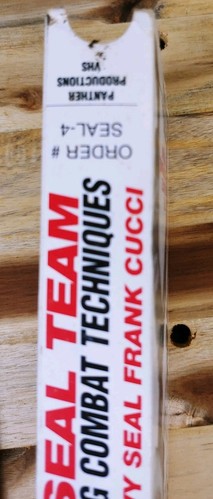 PANTHER
PRODUCTIONS
VHS
ORDER #
SEAL-4
SEAL TEAM
G COMBAT TECHNIQUES
Y SEAL FRANK CUCCI